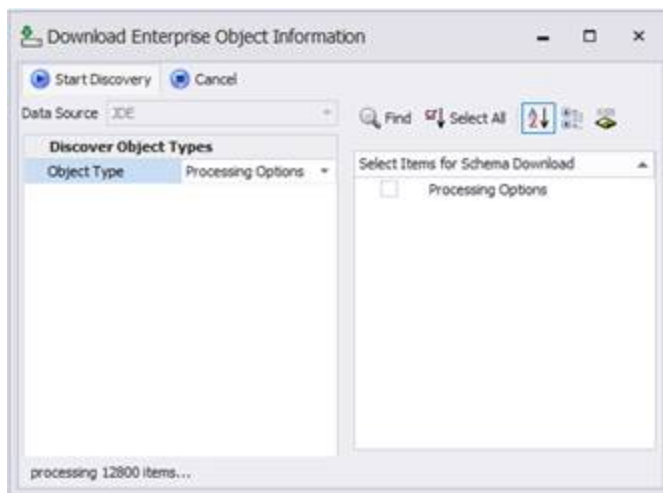 Download Enterprise Object Information
Start Discovery Cancel
Data Source JDE
Find Select All
Discover Object Types
Object Type Processing Options
Select Items for Schema Download
Processing Options
processing 12800 items...